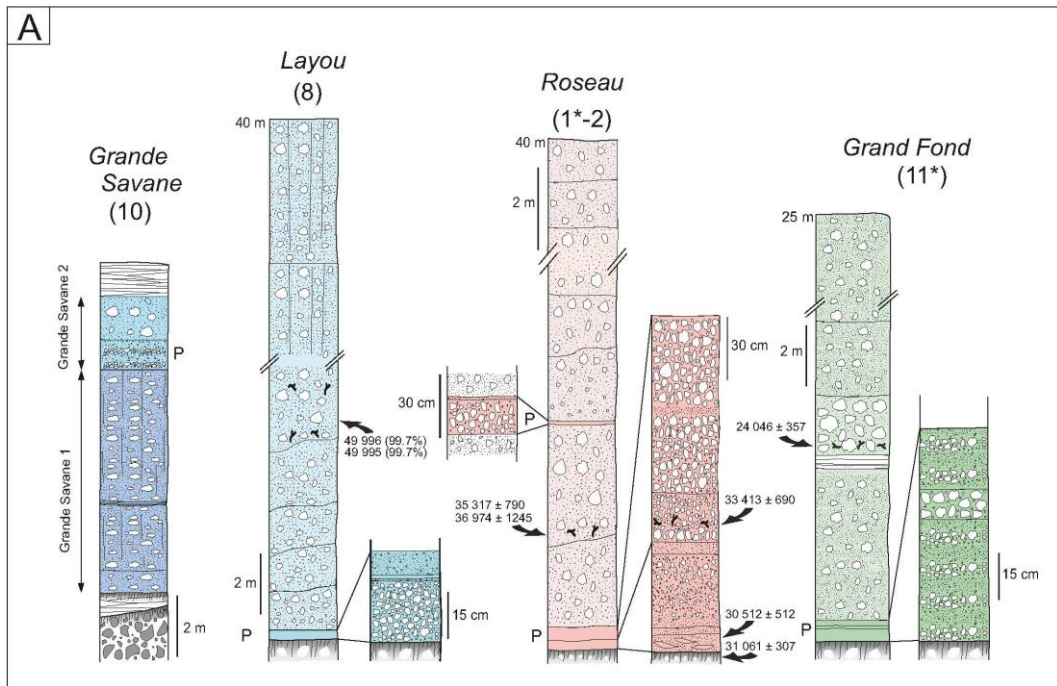 A
Grande
Savane
(10)
Grande Savane 2
P
Grande Savane 1
2 m
Layou
(8)
40 m
49 996 (99.7%)
49 995 (99.7%)
2 m
P
15 cm
Roseau
(1*-2)
40 m
2 m
30 cm
P
35 317 ± 790
36 974 ± 1245
P
30 cm
33 413 ± 690
30 512 ± 512
31 061 ± 307
Grand Fond
(11*)
25 m
2 m
24 046 ± 357
P
15 cm